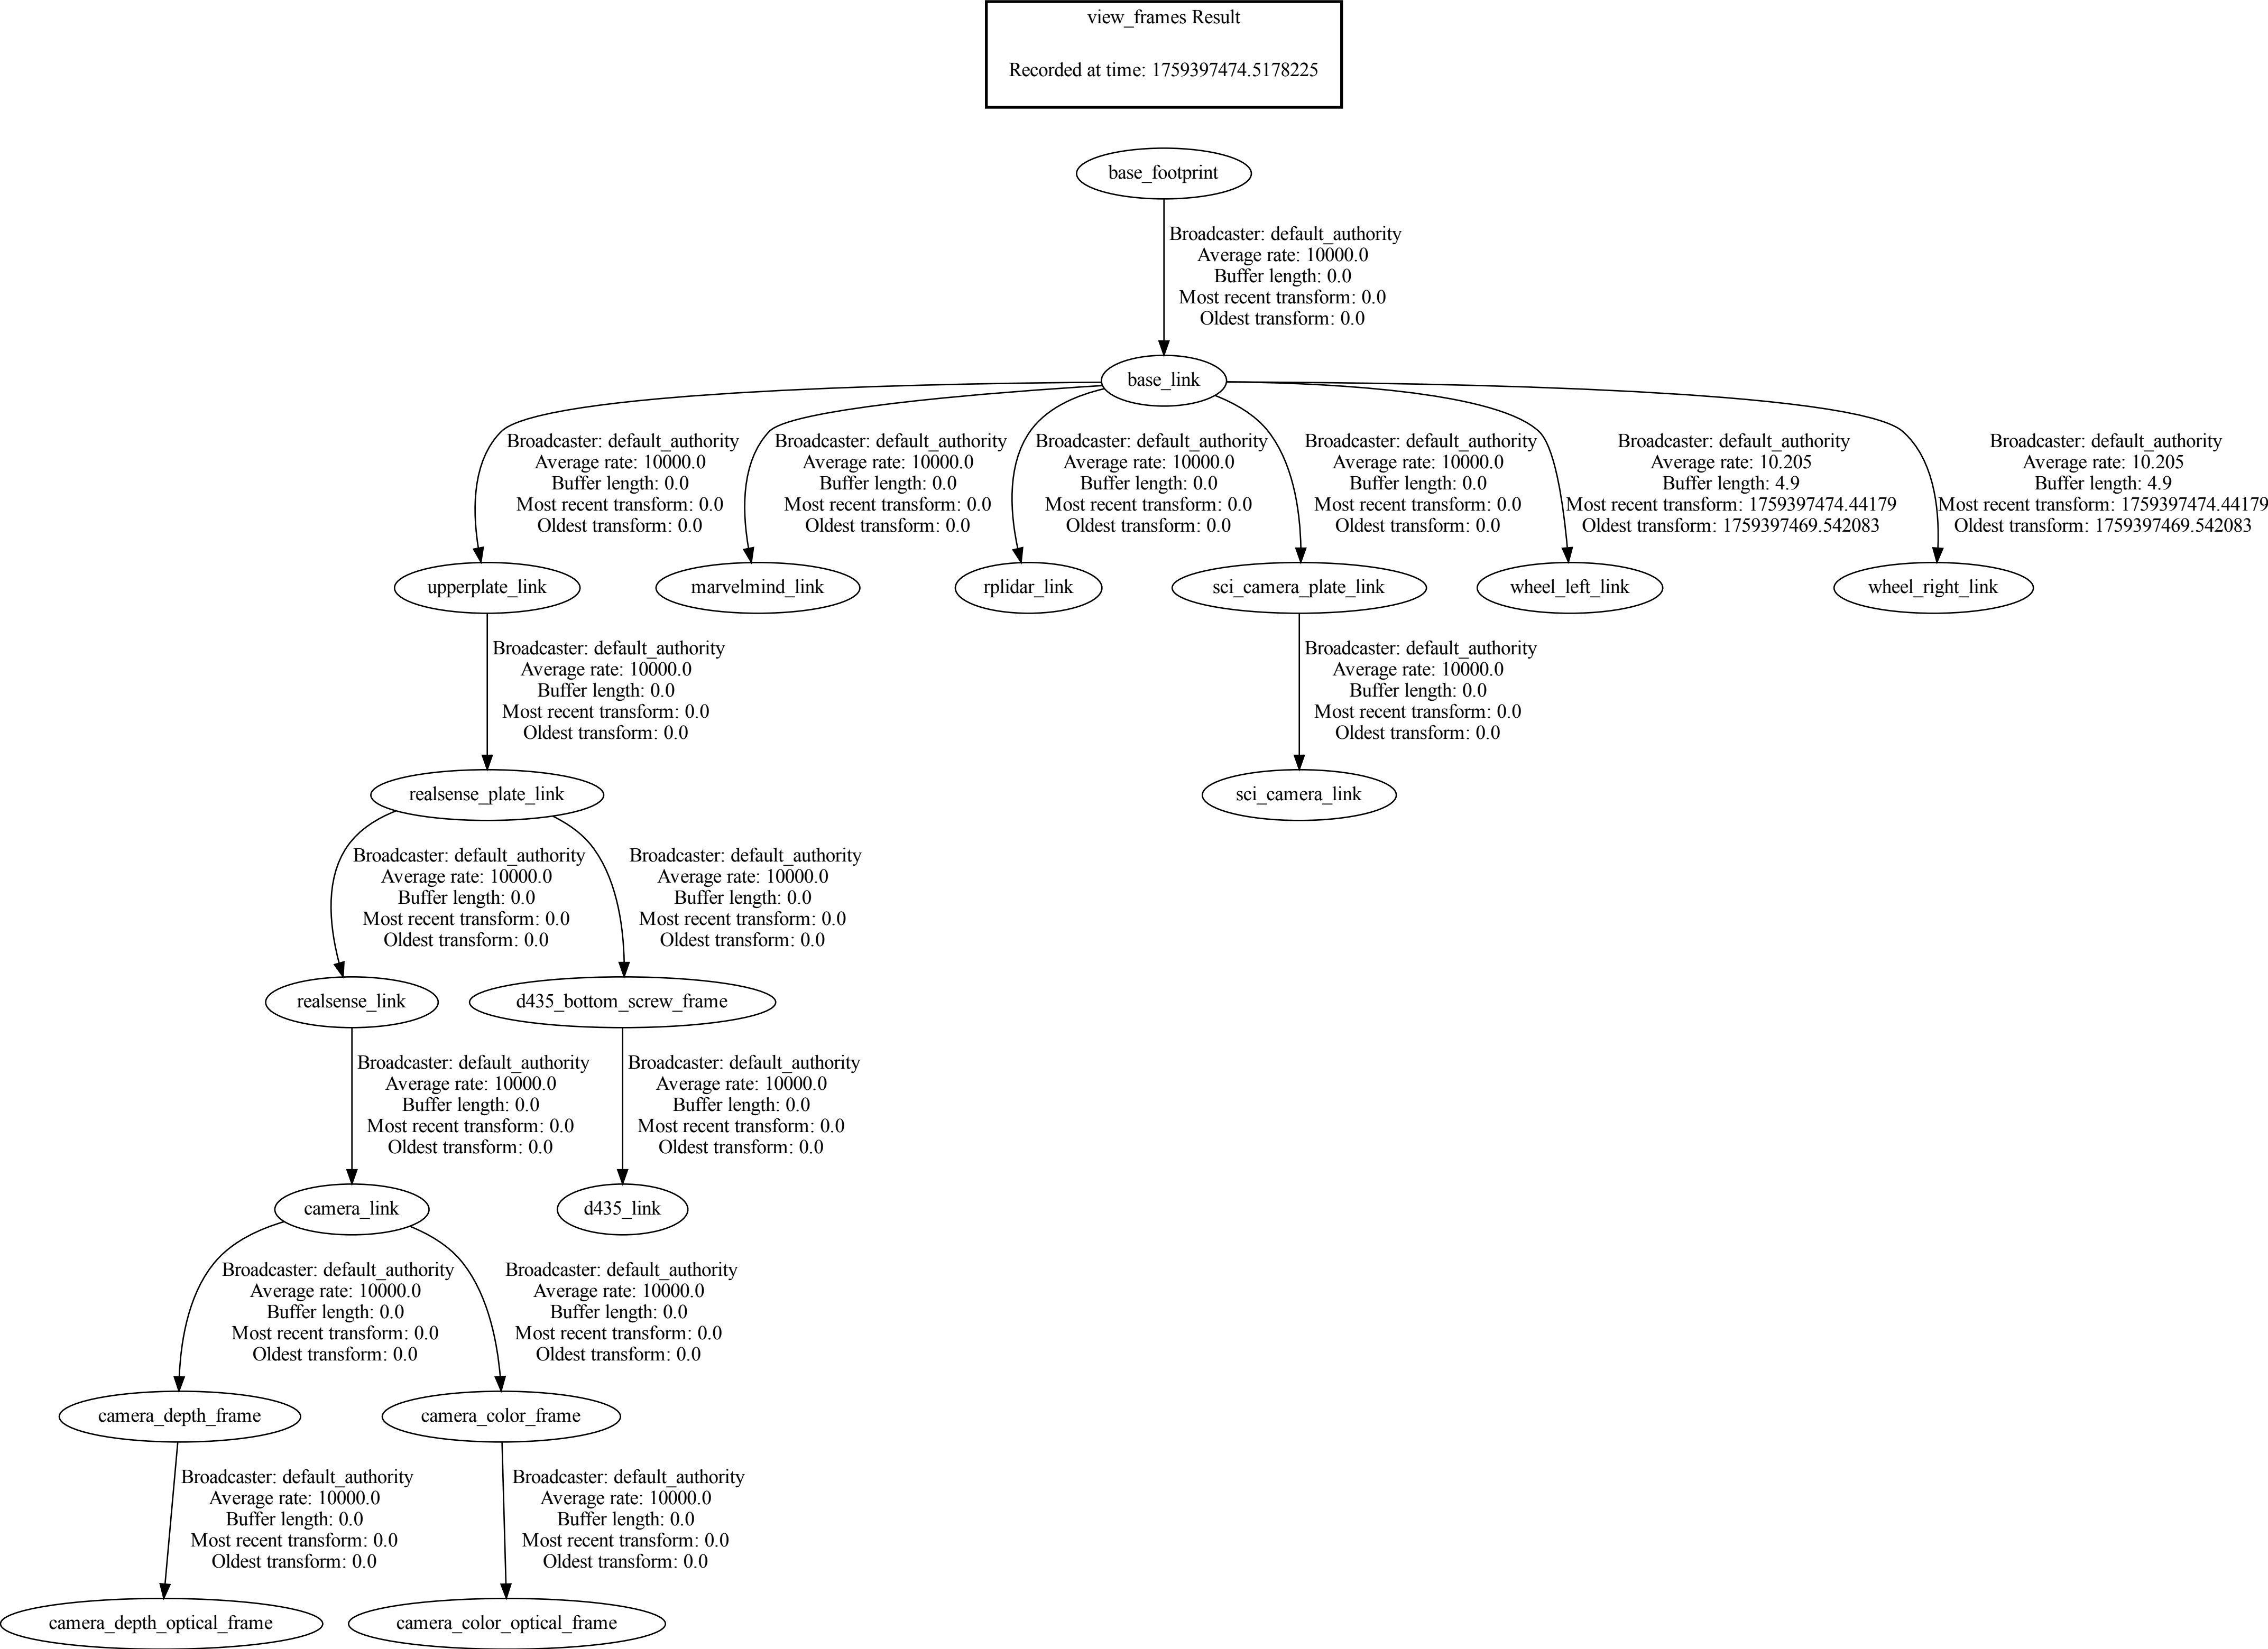 view_frames Result
Recorded at time: 1759397474.5178225
base_footprint
Broadcaster: default_authority
Average rate: 10000.0
Buffer length: 0.0
Most recent transform: 0.0
Oldest transform: 0.0
base_link
Broadcaster: default_authority
Average rate: 10000.0
Buffer length: 0.0
Most recent transform: 0.0
Oldest transform: 0.0
Broadcaster: default_authority
Average rate: 10000.0
Buffer length: 0.0
Most recent transform: 0.0
Oldest transform: 0.0
Broadcaster: default_authority
Average rate: 10000.0
Buffer length: 0.0
Most recent transform: 0.0
Oldest transform: 0.0
Broadcaster: default_authority
Average rate: 10000.0
Buffer length: 0.0
Most recent transform: 0.0
Oldest transform: 0.0
Broadcaster: default_authority
Average rate: 10.205
Buffer length: 4.9
Most recent transform: 1759397474.44179
Oldest transform: 1759397469.542083
Broadcaster: default_authority
Average rate: 10.205
Buffer length: 4.9
Most recent transform: 1759397474.44179
Oldest transform: 1759397469.542083
upperplate_link
marvelmind_link
rplidar_link
sci_camera_plate_link
wheel_left_link
wheel_right_link
Broadcaster: default_authority
Average rate: 10000.0
Buffer length: 0.0
Most recent transform: 0.0
Oldest transform: 0.0
Broadcaster: default_authority
Average rate: 10000.0
Buffer length: 0.0
Most recent transform: 0.0
Oldest transform: 0.0
realsense_plate_link
sci_camera_link
Broadcaster: default_authority
Average rate: 10000.0
Buffer length: 0.0
Most recent transform: 0.0
Oldest transform: 0.0
Broadcaster: default_authority
Average rate: 10000.0
Buffer length: 0.0
Most recent transform: 0.0
Oldest transform: 0.0
realsense_link
d435_bottom_screw_frame
Broadcaster: default_authority
Average rate: 10000.0
Buffer length: 0.0
Most recent transform: 0.0
Oldest transform: 0.0
Broadcaster: default_authority
Average rate: 10000.0
Buffer length: 0.0
Most recent transform: 0.0
Oldest transform: 0.0
camera_link
d435_link
Broadcaster: default_authority
Average rate: 10000.0
Buffer length: 0.0
Most recent transform: 0.0
Oldest transform: 0.0
Broadcaster: default_authority
Average rate: 10000.0
Buffer length: 0.0
Most recent transform: 0.0
Oldest transform: 0.0
camera_depth_frame
camera_color_frame
Broadcaster: default_authority
Average rate: 10000.0
Buffer length: 0.0
Most recent transform: 0.0
Oldest transform: 0.0
Broadcaster: default_authority
Average rate: 10000.0
Buffer length: 0.0
Most recent transform: 0.0
Oldest transform: 0.0
camera_depth_optical_frame
camera_color_optical_frame